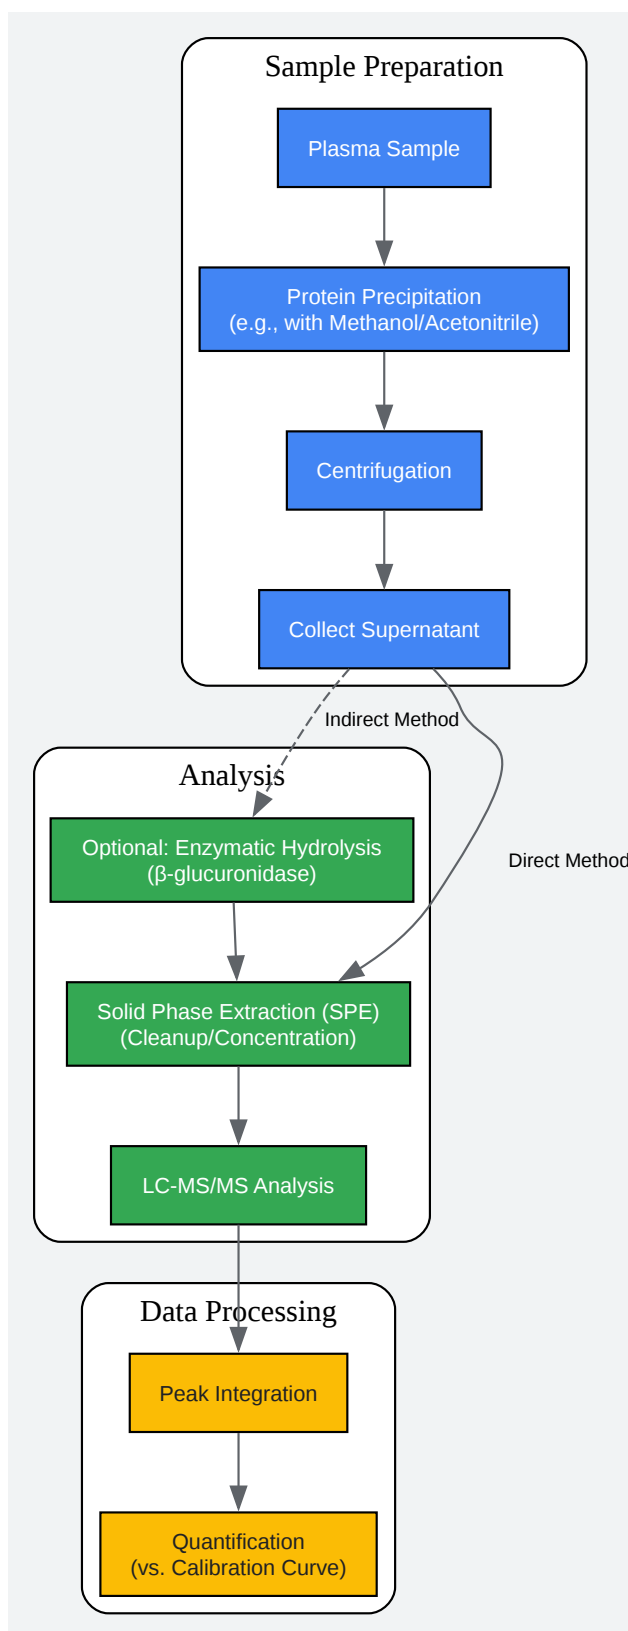 Sample Preparation
Plasma Sample
Protein Precipitation
(e.g., with Methanol/Acetonitrile)
Centrifugation
Collect Supernatant
Indirect Method
Analysis
Optional: Enzymatic Hydrolysis
(β-glucuronidase)
Direct Method
Solid Phase Extraction (SPE)
(Cleanup/Concentration)
LC-MS/MS Analysis
Data Processing
Peak Integration
Quantification
(vs. Calibration Curve)